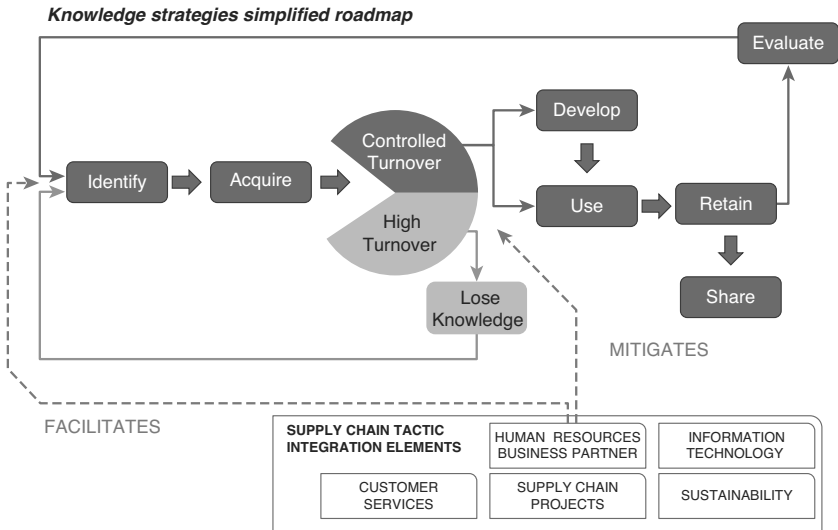 Knowledge strategies simplified roadmap
Evaluate
Develop
Controlled
Turnover
Identify
Acquire
High
Turnover
Use
Retain
Lose
Knowledge
Share
MITIGATES
FACILITATES
SUPPLY CHAIN TACTIC
INTEGRATION ELEMENTS
HUMAN RESOURCES
BUSINESS PARTNER
INFORMATION
TECHNOLOGY
CUSTOMER
SERVICES
SUPPLY CHAIN
PROJECTS
SUSTAINABILITY